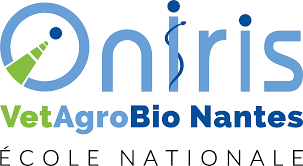 Oniris
VetAgroBio Nantes
ÉCOLE NATIONALE